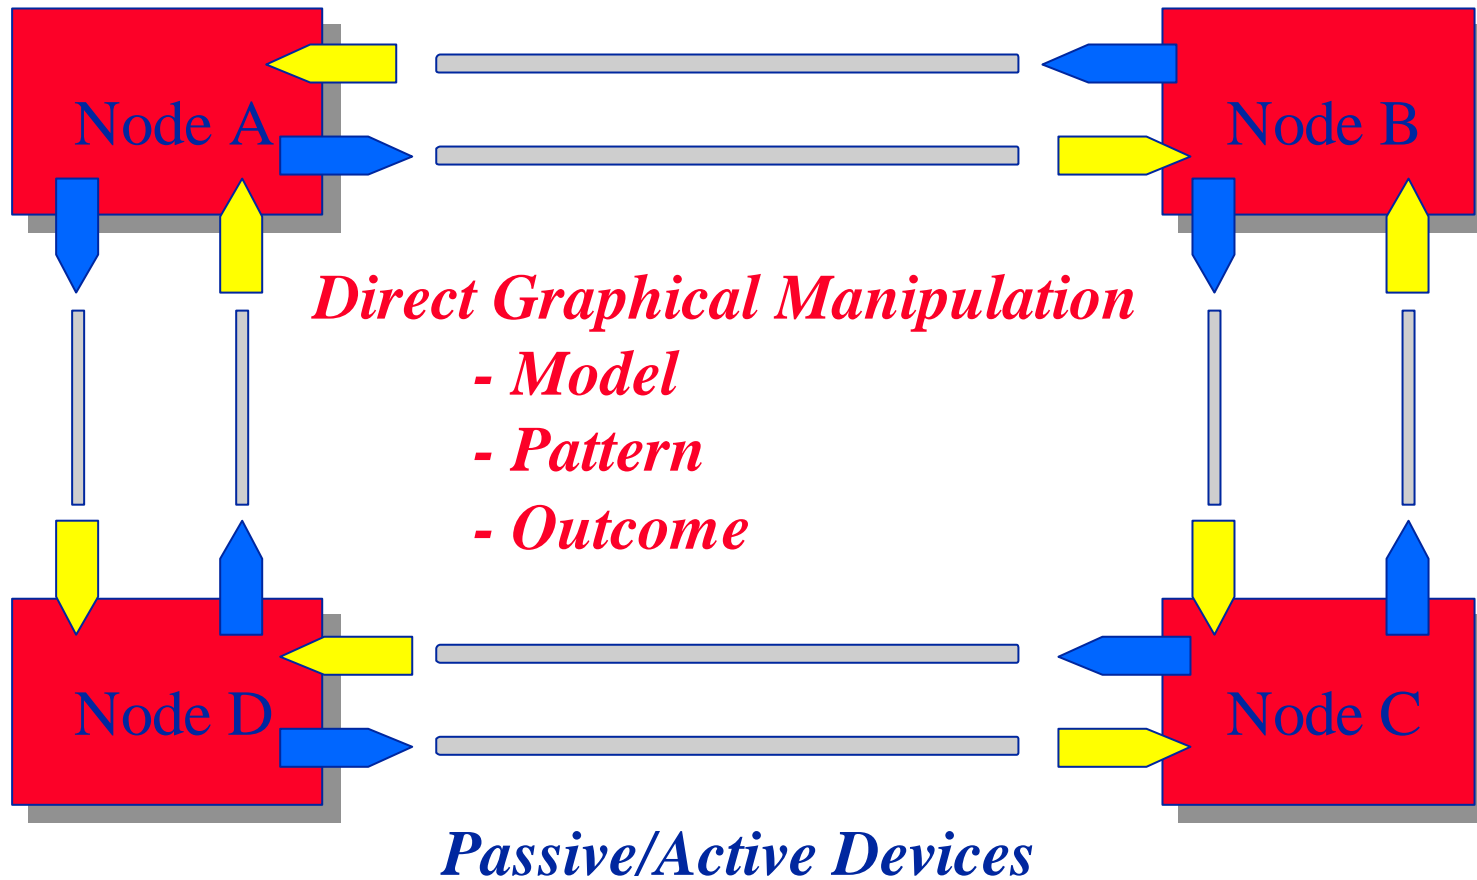 Node A
Node B
Direct Graphical Manipulation
- Model
- Pattern
- Outcome
Node D
Node C
Passive/Active Devices